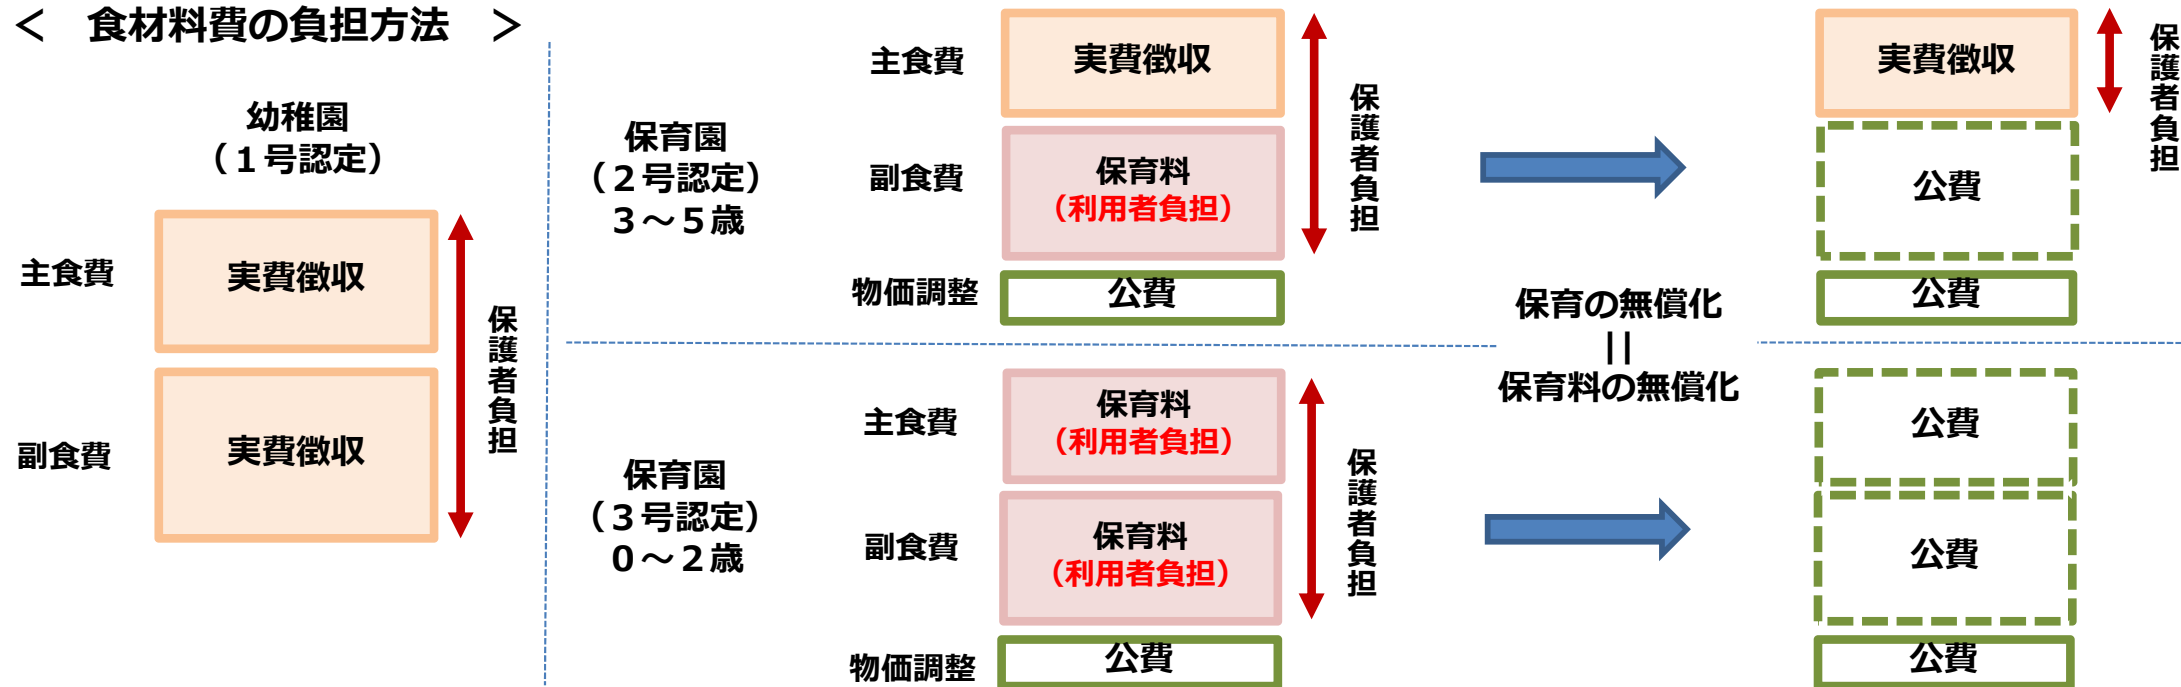 ＜　食材料費の負担方法　＞
幼稚園
（１号認定）
主食費
実費徴収
副食費
実費徴収
保護者負担
保育園
（２号認定）
３～５歳
主食費
実費徴収
副食費
保育料
（利用者負担）
物価調整
公費
保護者負担
実費徴収
公費
公費
保護者負担
保育の無償化
||
保育料の無償化
保育園
（３号認定）
０～２歳
主食費
保育料
（利用者負担）
副食費
保育料
（利用者負担）
物価調整
公費
保護者負担
公費
公費
公費